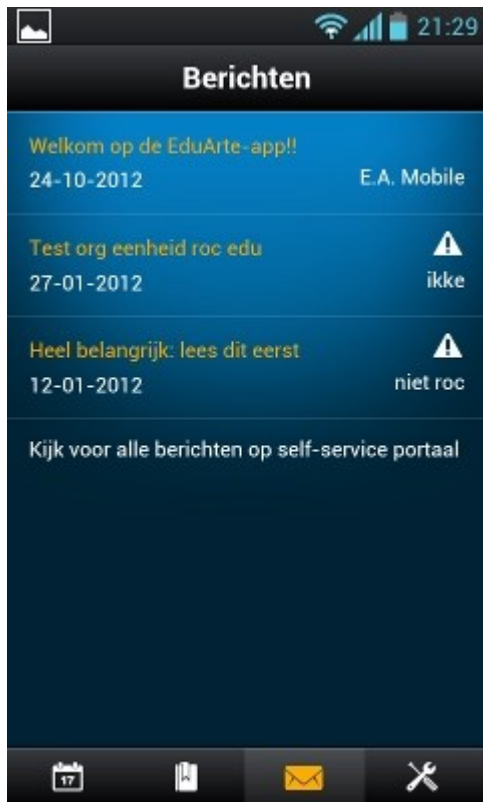 21:29
Berichten
Welkom op de EduArte-app!!
24-10-2012 E.A. Mobile
Test org eenheid roc edu
27-01-2012 ikke
Heel belangrijk: lees dit eerst
12-01-2012 niet roc
Kijk voor alle berichten op self-service portaal
17